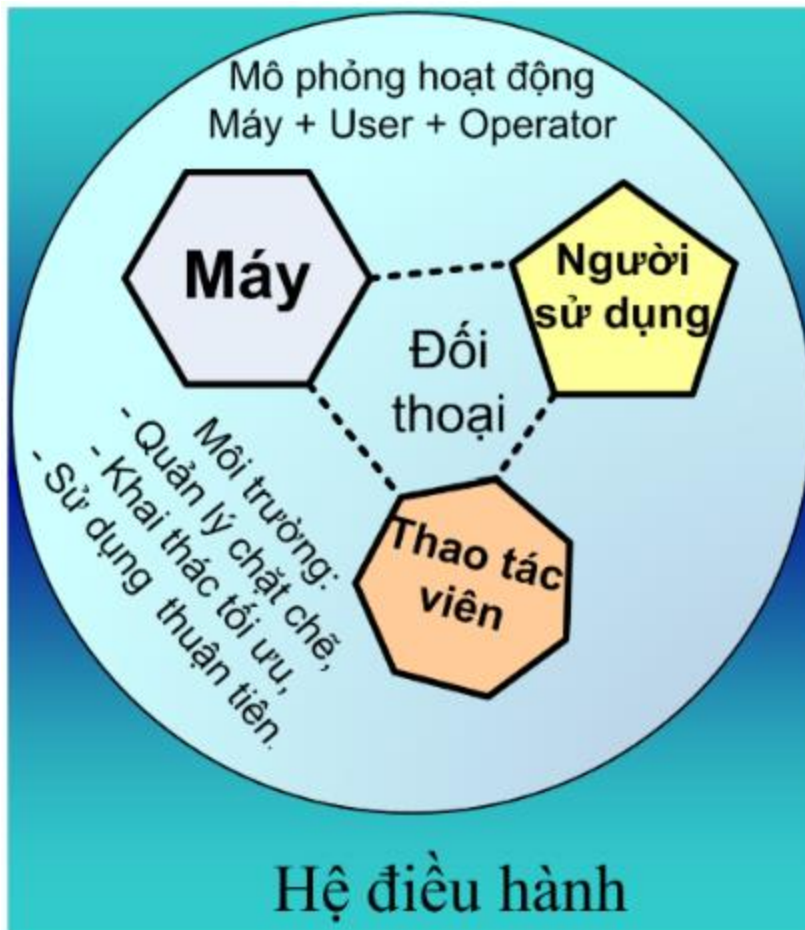 Mô phỏng hoạt động
Máy + User + Operator
Máy
Người
sử dụng
Đối
thoại
Thao tác
viên
Môi trường:
- Quản lý chặt chẽ,
- Khai thác tối ưu,
- Sử dụng thuận tiên.
Hệ điều hành